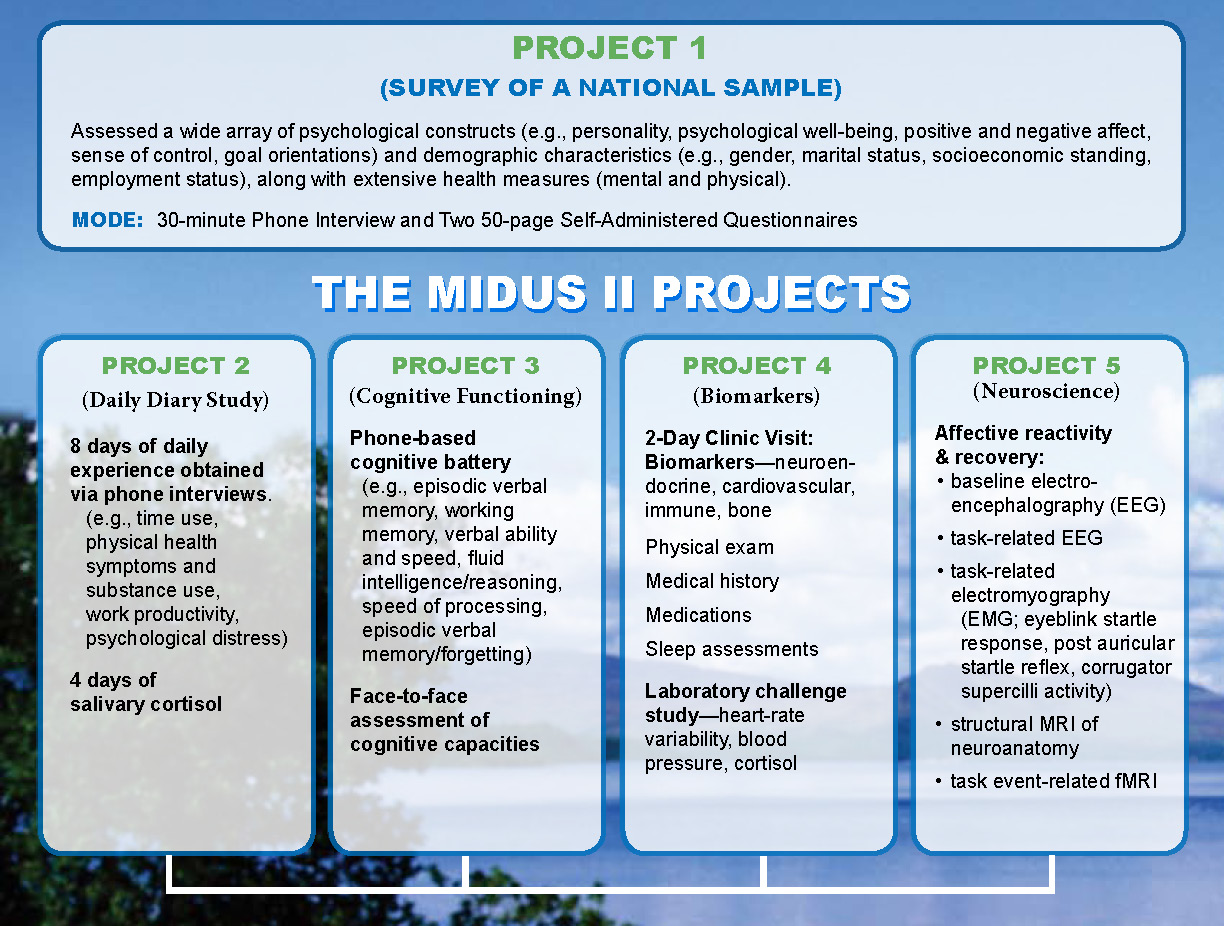 PROJECT 1
(SURVEY OF A NATIONAL SAMPLE)
Assessed a wide array of psychological constructs (e.g., personality, psychological well-being, positive and negative affect,
sense of control, goal orientations) and demographic characteristics (e.g., gender, marital status, socioeconomic standing,
employment status), along with extensive health measures (mental and physical).
MODE: 30-minute Phone Interview and Two 50-page Self-Administered Questionnaires
THE MIDUS II PROJECTS
PROJECT 2
(Daily Diary Study)
8 days of daily
experience obtained
via phone interviews.
(e.g., time use,
physical health
symptoms and
substance use,
work productivity,
psychological distress)
4 days of
salivary cortisol
PROJECT 3
(Cognitive Functioning)
Phone-based
cognitive battery
(e.g., episodic verbal
memory, working
memory, verbal ability
and speed, fluid
intelligence/reasoning,
speed of processing,
episodic verbal
memory/forgetting)
Face-to-face
assessment of
cognitive capacities
PROJECT 4
(Biomarkers)
2-Day Clinic Visit:
Biomarkers—neuroen-
docrine, cardiovascular,
immune, bone
Physical exam
Medical history
Medications
Sleep assessments
Laboratory challenge
study—heart-rate
variability, blood
pressure, cortisol
PROJECT 5
(Neuroscience)
Affective reactivity
& recovery:
• baseline electro-
encephalography (EEG)
• task-related EEG
• task-related
electromyography
(EMG; eyeblink startle
response, post auricular
startle reflex, corrugator
supercilli activity)
• structural MRI of
neuroanatomy
• task event-related fMRI